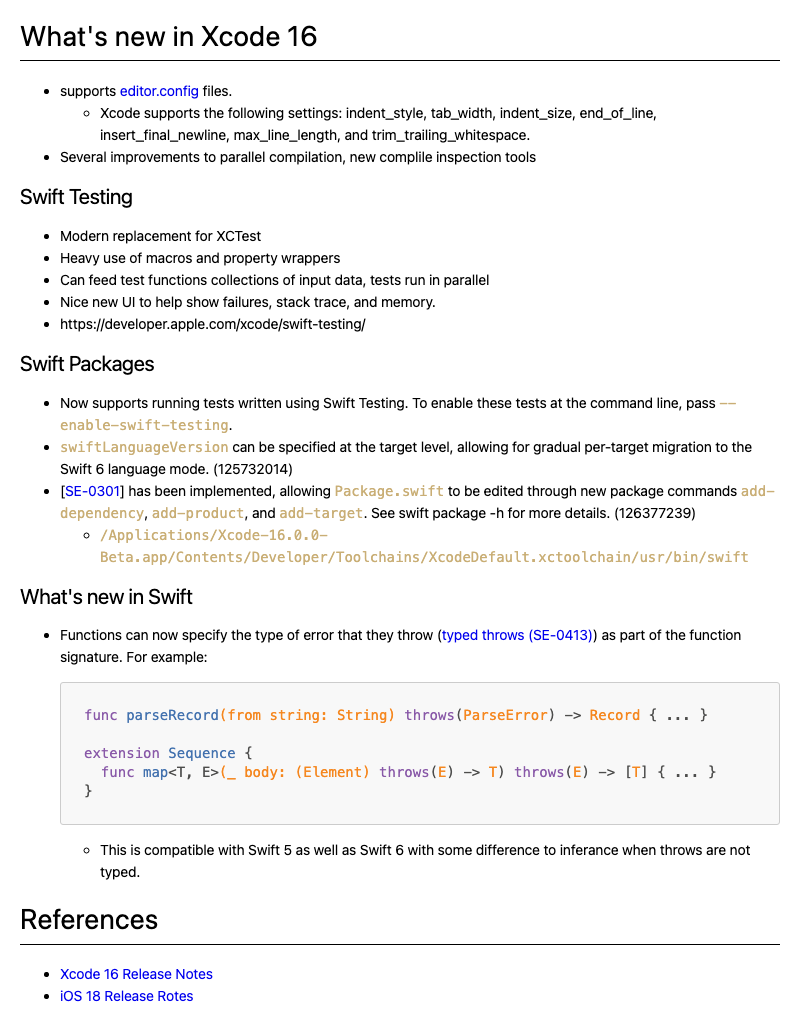 What's new in Xcode 16
supports editor.config files.
Xcode supports the following settings: indent_style, tab_width, indent_size, end_of_line,
insert_final_newline, max_line_length, and trim_trailing_whitespace.
Several improvements to parallel compilation, new complile inspection tools
Swift Testing
Modern replacement for XCTest
Heavy use of macros and property wrappers
Can feed test functions collections of input data, tests run in parallel
Nice new UI to help show failures, stack trace, and memory.
https://developer.apple.com/xcode/swift-testing/
Swift Packages
Now supports running tests written using Swift Testing. To enable these tests at the command line, pass --
enable-swift-testing.
swiftLanguageVersion can be specified at the target level, allowing for gradual per-target migration to the
Swift 6 language mode. (125732014)
[SE-0301] has been implemented, allowing Package.swift to be edited through new package commands add-
dependency, add-product, and add-target. See swift package -h for more details. (126377239)
/Applications/Xcode-16.0.0-
Beta.app/Contents/Developer/Toolchains/XcodeDefault.xctoolchain/usr/bin/swift
What's new in Swift
Functions can now specify the type of error that they throw (typed throws (SE-0413)) as part of the function
signature. For example:
func parseRecord(from string: String) throws(ParseError) -> Record { ... }
extension Sequence {
  func map<T, E>(_ body: (Element) throws(E) -> T) throws(E) -> [T] { ... }
}
This is compatible with Swift 5 as well as Swift 6 with some difference to inferance when throws are not
typed.
References
Xcode 16 Release Notes
iOS 18 Release Rotes